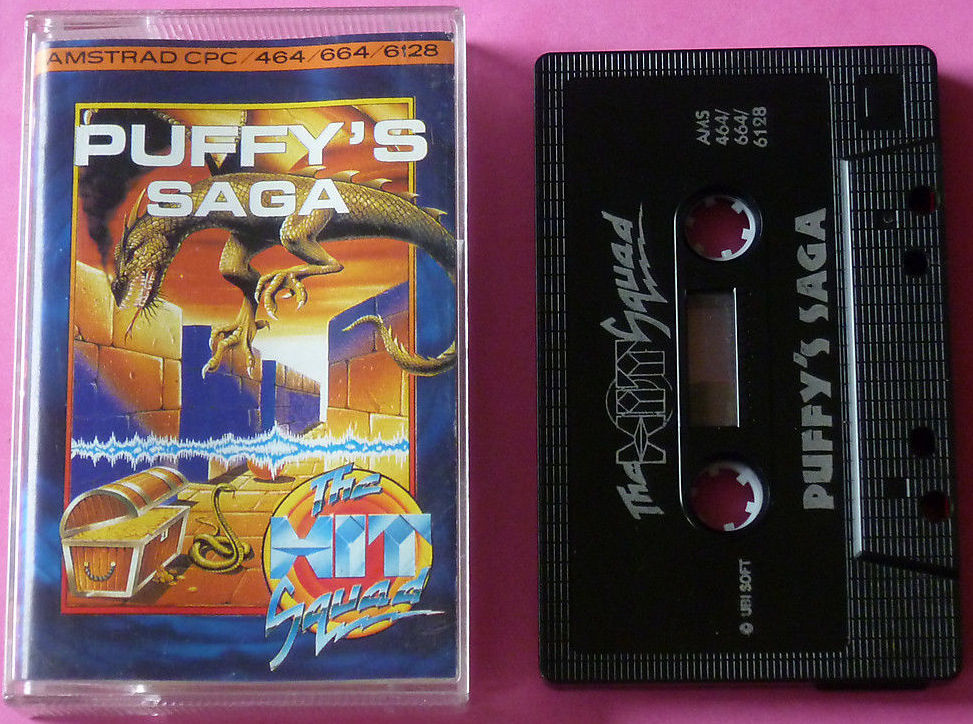 AMSTRAD CPC/464/664/6128
PUFFY'S
SAGA
The
HIT
Squad
AMS
464/
664/
6128
The HIT Squad
PUFFY'S SAGA
© UBI SOFT